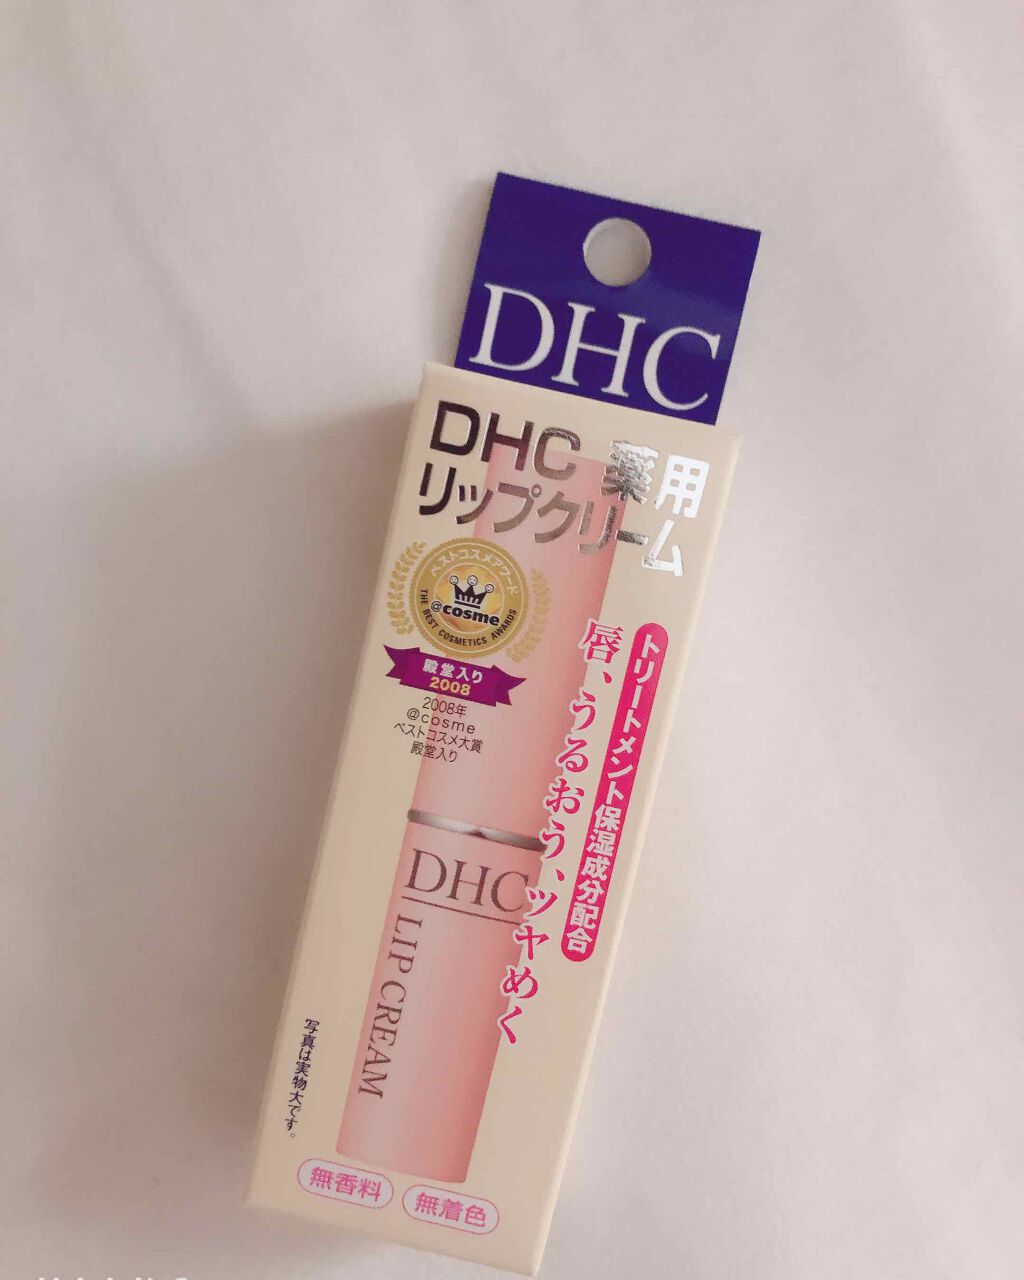 DHC
DHC 薬用
リップクリーム
ベストコスメアワード
@cosme
THE BEST COSMETICS AWARDS
殿堂入り
2008
2008年
@cosme
ベストコスメ大賞
殿堂入り
トリートメント保湿成分配合
唇、うるおう、ツヤめく
DHC
LIP CREAM
写真は実物大です。
無香料
無着色